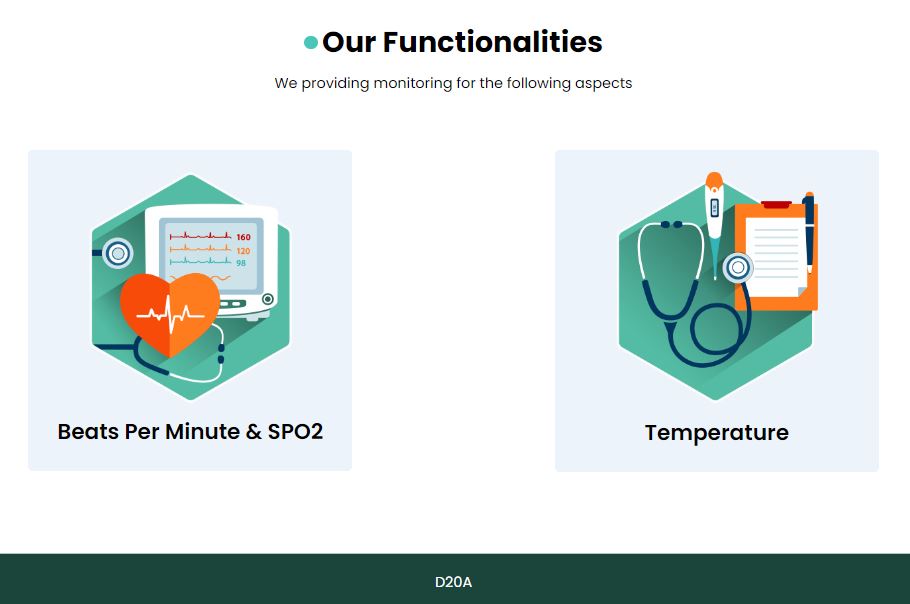 Our Functionalities
We providing monitoring for the following aspects
160
120
98
Beats Per Minute & SPO2
Temperature
D20A